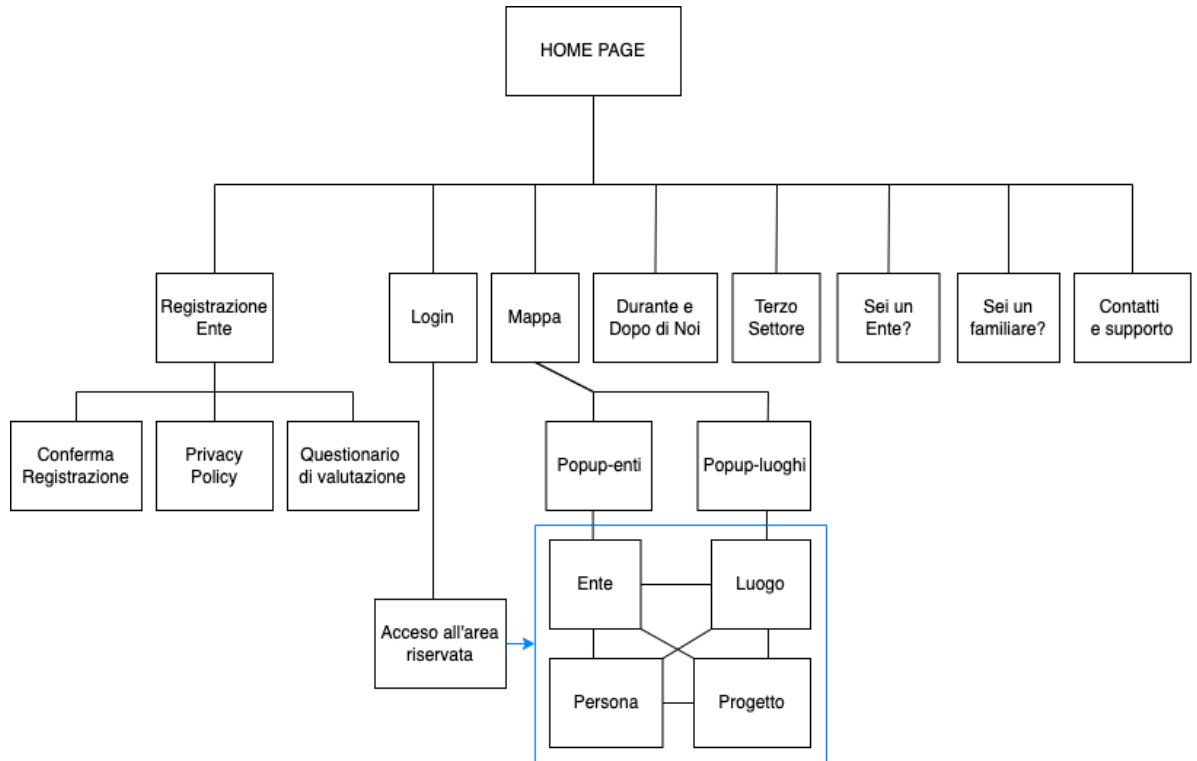 HOME PAGE
Registrazione
Ente
Login
Mappa
Durante e
Dopo di Noi
Terzo
Settore
Sei un
Ente?
Sei un
familiare?
Contatti
e supporto
Conferma
Registrazione
Privacy
Policy
Questionario
di valutazione
Popup-enti
Popup-luoghi
Ente
Luogo
Acceso all'area
riservata
Persona
Progetto